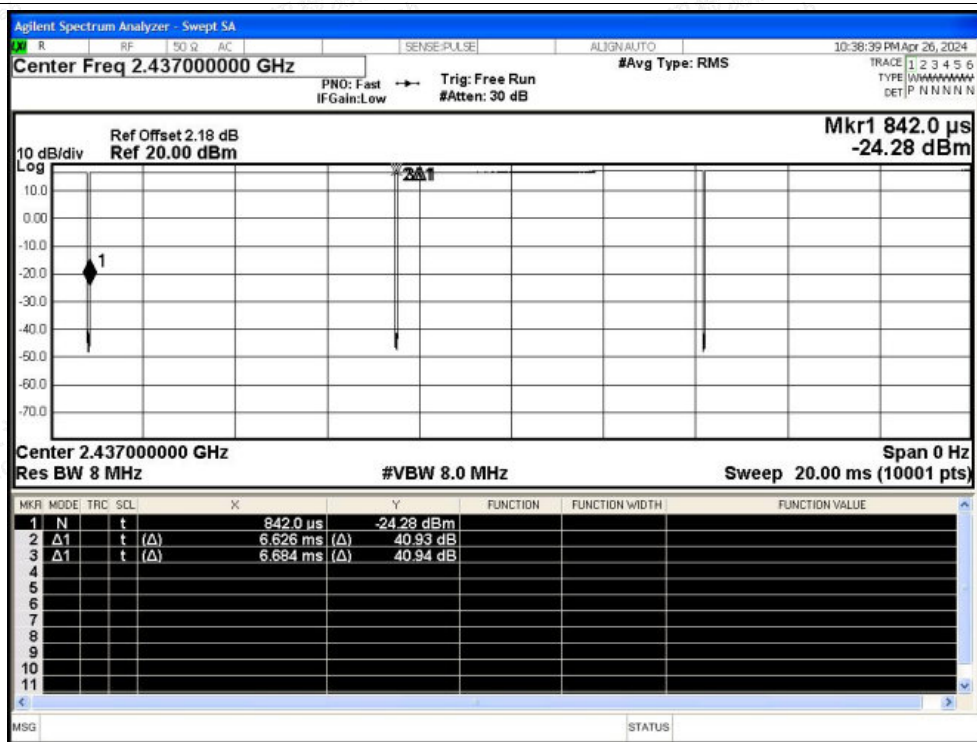 Agilent Spectrum Analyzer - Swept SA
LXI R RF 50 Ω AC SENSE:PULSE ALIGN AUTO 10:38:39 PM Apr 26, 2024
Center Freq 2.437000000 GHz #Avg Type: RMS TRACE 1 2 3 4 5 6
PNO: Fast Trig: Free Run TYPE WWWWWWW
IFGain:Low #Atten: 30 dB DET P N N N N N
Mkr1 842.0 µs
Ref Offset 2.18 dB
10 dB/div Ref 20.00 dBm -24.28 dBm
Log
3Δ1
10.0
0.00
-10.0
1
-20.0
-30.0
-40.0
-50.0
-60.0
-70.0
Center 2.437000000 GHz Span 0 Hz
Res BW 8 MHz #VBW 8.0 MHz Sweep 20.00 ms (10001 pts)
MKR MODE TRC SCL X Y FUNCTION FUNCTION WIDTH FUNCTION VALUE
1 N t 842.0 µs -24.28 dBm
2 Δ1 t (Δ) 6.626 ms (Δ) 40.93 dB
3 Δ1 t (Δ) 6.684 ms (Δ) 40.94 dB
4
5
6
7
8
9
10
11
MSG STATUS